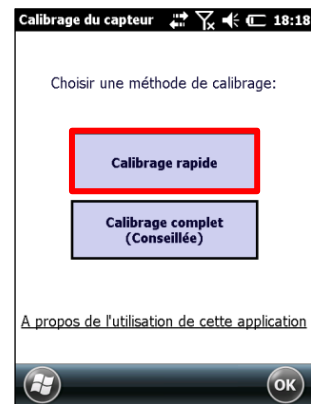 Calibrage du capteur 18:18
Choisir une méthode de calibrage:
Calibrage rapide
Calibrage complet
(Conseillée)
A propos de l'utilisation de cette application
OK